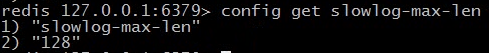 redis 127.0.0.1:6379> config get slowlog-max-len
1) "slowlog-max-len"
2) "128"